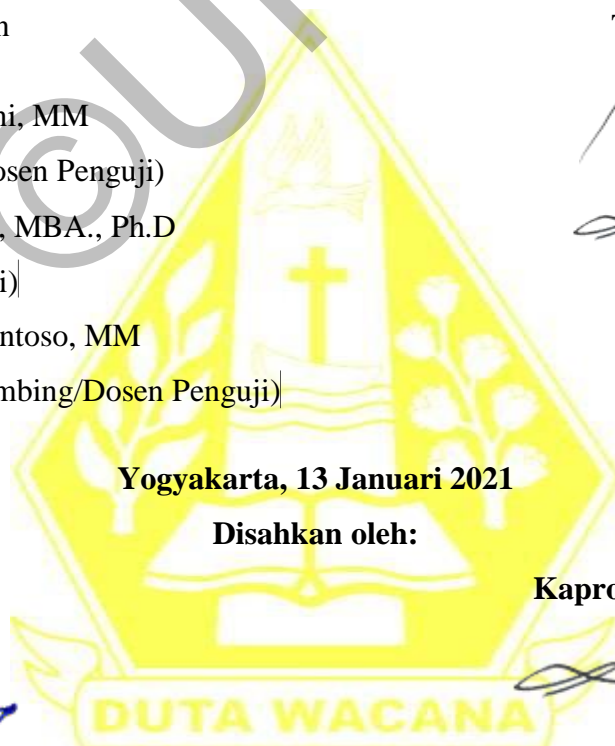 ni, MM
osen Penguji)
, MBA., Ph.D
i)
ntoso, MM
mbing/Dosen Penguji)
Yogyakarta, 13 Januari 2021
Disahkan oleh:
Kapro
DUTA WACANA